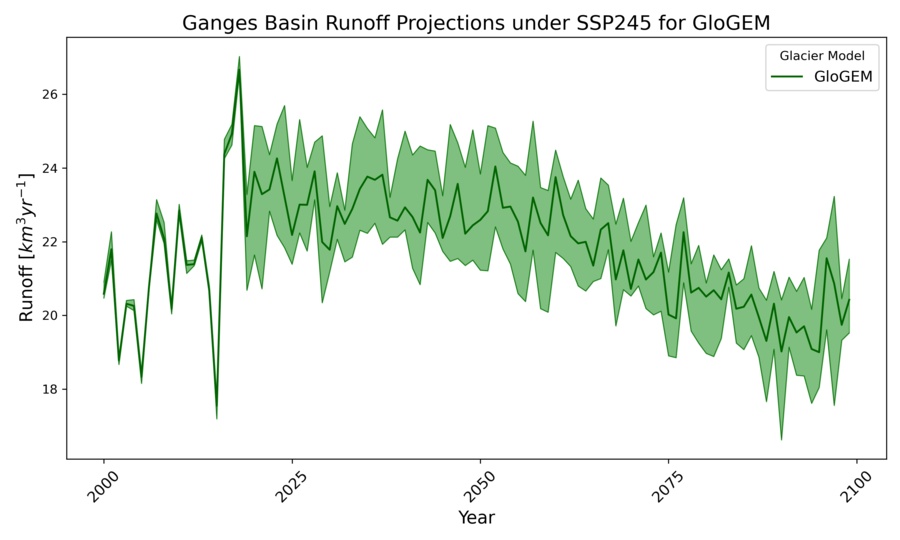 Ganges Basin Runoff Projections under SSP245 for GloGEM
Glacier Model
GloGEM
Runoff [km³yr⁻¹]
26
24
22
20
18
2000
2025
2050
2075
2100
Year